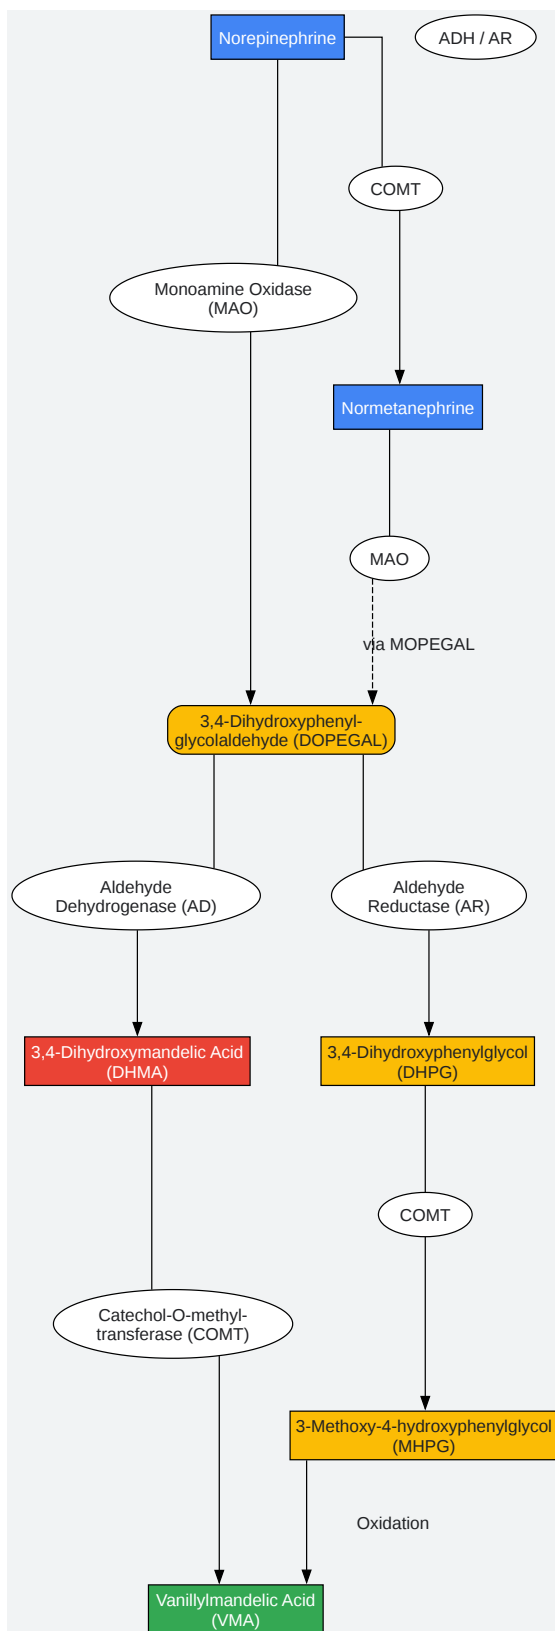 Norepinephrine
ADH / AR
COMT
Monoamine Oxidase
(MAO)
Normetanephrine
MAO
via MOPEGAL
3,4-Dihydroxyphenyl-
glycolaldehyde (DOPEGAL)
Aldehyde
Dehydrogenase (AD)
Aldehyde
Reductase (AR)
3,4-Dihydroxymandelic Acid
(DHMA)
3,4-Dihydroxyphenylglycol
(DHPG)
COMT
Catechol-O-methyl-
transferase (COMT)
3-Methoxy-4-hydroxyphenylglycol
(MHPG)
Oxidation
Vanillylmandelic Acid
(VMA)